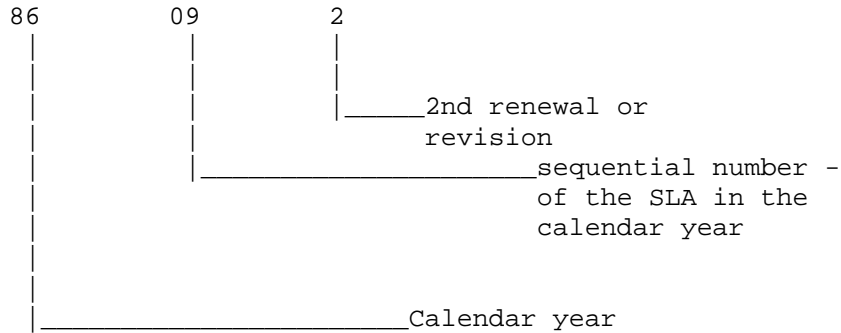 86 09 2
2nd renewal or
revision
sequential number -
of the SLA in the
calendar year
Calendar year